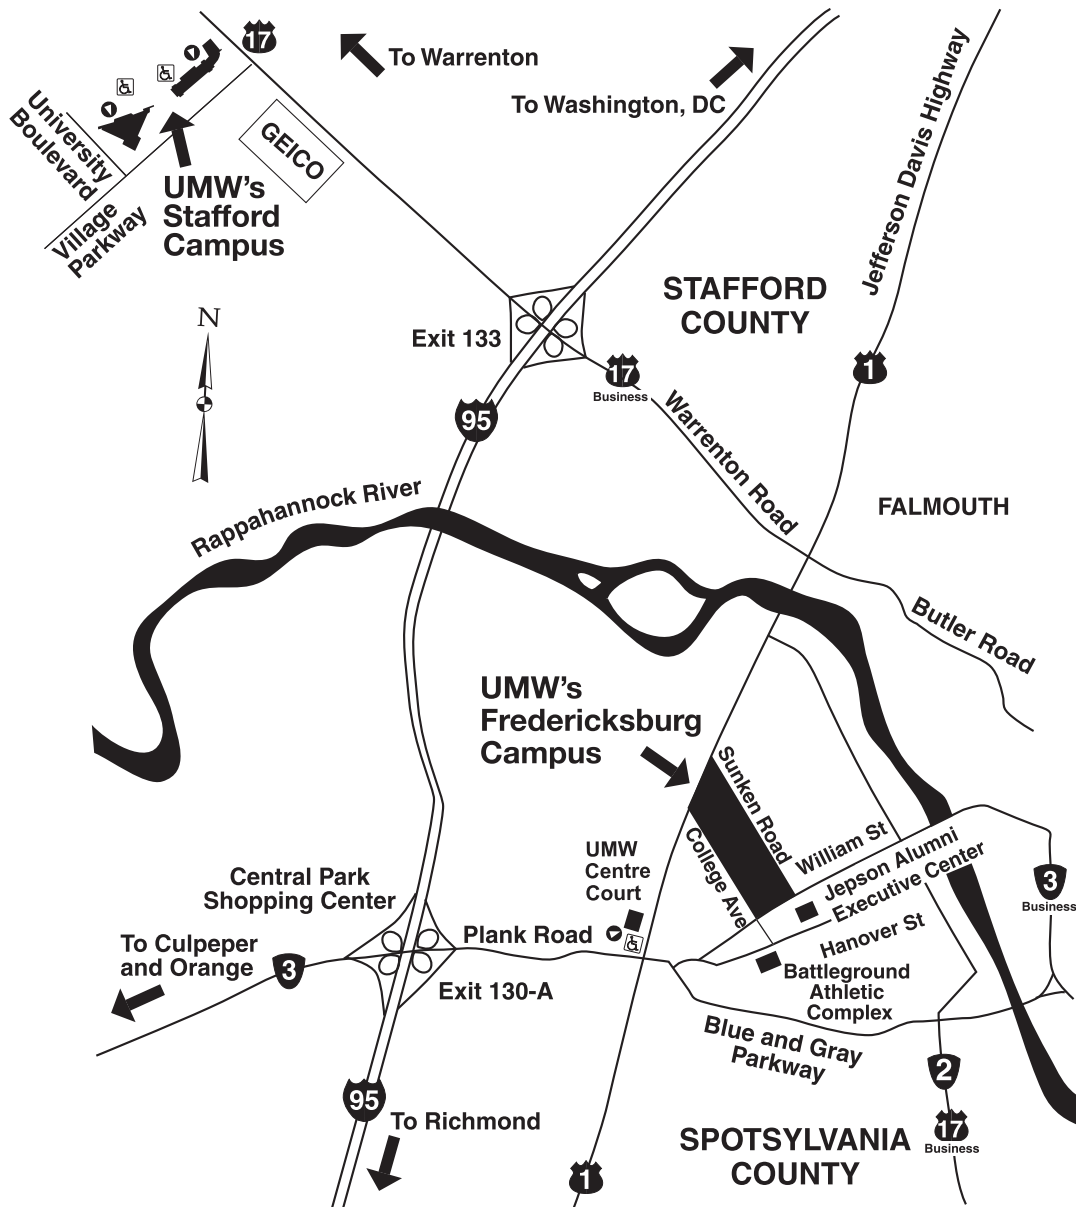 17
To Warrenton
To Washington, DC
Jefferson Davis Highway
University
Boulevard
GEICO
Village
Parkway
UMW's
Stafford
Campus
N
STAFFORD
COUNTY
Exit 133
17
Business
1
95
Warrenton Road
Rappahannock River
FALMOUTH
Butler Road
UMW's
Fredericksburg
Campus
Sunken Road
College Ave
William St
UMW
Centre
Court
Jepson Alumni
Executive Center
Central Park
Shopping Center
3
Business
Plank Road
Hanover St
To Culpeper
and Orange
3
Exit 130-A
Battleground
Athletic
Complex
Blue and Gray
Parkway
2
95
To Richmond
17
Business
SPOTSYLVANIA
COUNTY
1